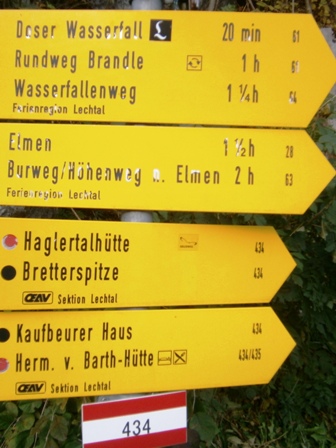 Doser Wasserfall L 20 min 61
Rundweg Brandle 1 h
Wasserfallenweg 1 ¼ h
Ferienregion Lechtal
Elmen 1 ½ h 28
Burweg/Höhenweg n. Elmen 2 h 63
Ferienregion Lechtal
Haglertalhütte 434
Bretterspitze 434
OEAV Sektion Lechtal
Kaufbeurer Haus 434
Herm. v. Barth-Hütte 434/435
OEAV Sektion Lechtal
434